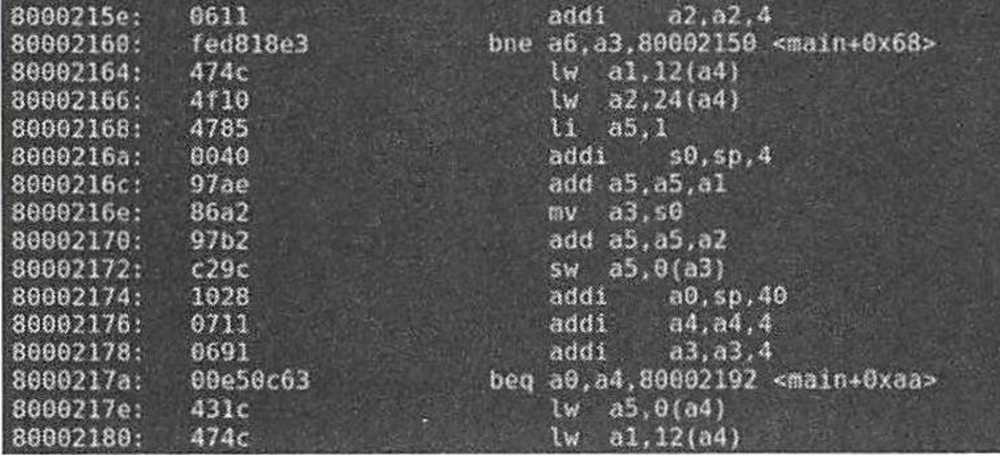 8000215e: 0611 addi a2,a2,4
80002160: fed818e3 bne a6,a3,80002150 <main+0x68>
80002164: 474c lw a1,12(a4)
80002166: 4f10 lw a2,24(a4)
80002168: 4785 li a5,1
8000216a: 0040 addi s0,sp,4
8000216c: 97ae add a5,a5,a1
8000216e: 86a2 mv a3,s0
80002170: 97b2 add a5,a5,a2
80002172: c29c sw a5,0(a3)
80002174: 1028 addi a0,sp,40
80002176: 0711 addi a4,a4,4
80002178: 0691 addi a3,a3,4
8000217a: 00e50c63 beq a0,a4,80002192 <main+0xaa>
8000217e: 431c lw a5,0(a4)
80002180: 474c lw a1,12(a4)